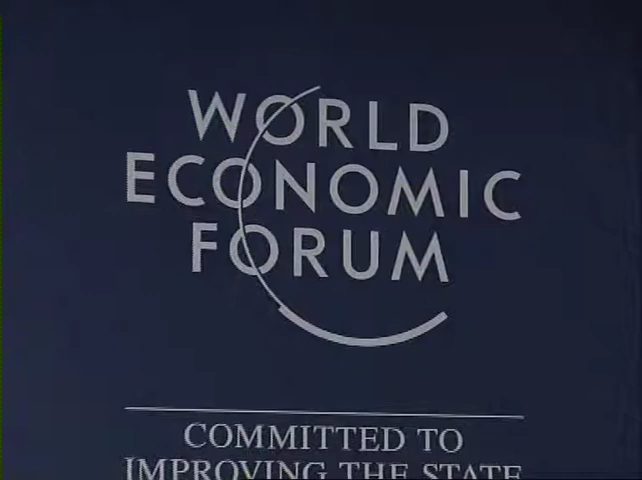 WORLD
ECONOMIC
FORUM
COMMITTED TO
IMPROVING THE STATE